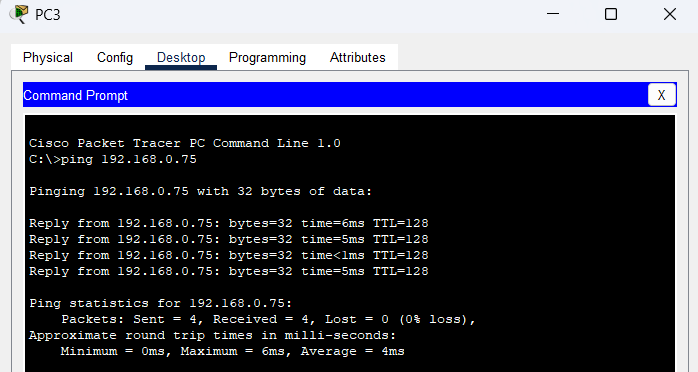 PC3
Physical Config Desktop Programming Attributes
Command Prompt
X
Cisco Packet Tracer PC Command Line 1.0
C:\>ping 192.168.0.75
Pinging 192.168.0.75 with 32 bytes of data:
Reply from 192.168.0.75: bytes=32 time=6ms TTL=128
Reply from 192.168.0.75: bytes=32 time=5ms TTL=128
Reply from 192.168.0.75: bytes=32 time<1ms TTL=128
Reply from 192.168.0.75: bytes=32 time=5ms TTL=128
Ping statistics for 192.168.0.75:
Packets: Sent = 4, Received = 4, Lost = 0 (0% loss),
Approximate round trip times in milli-seconds:
Minimum = 0ms, Maximum = 6ms, Average = 4ms